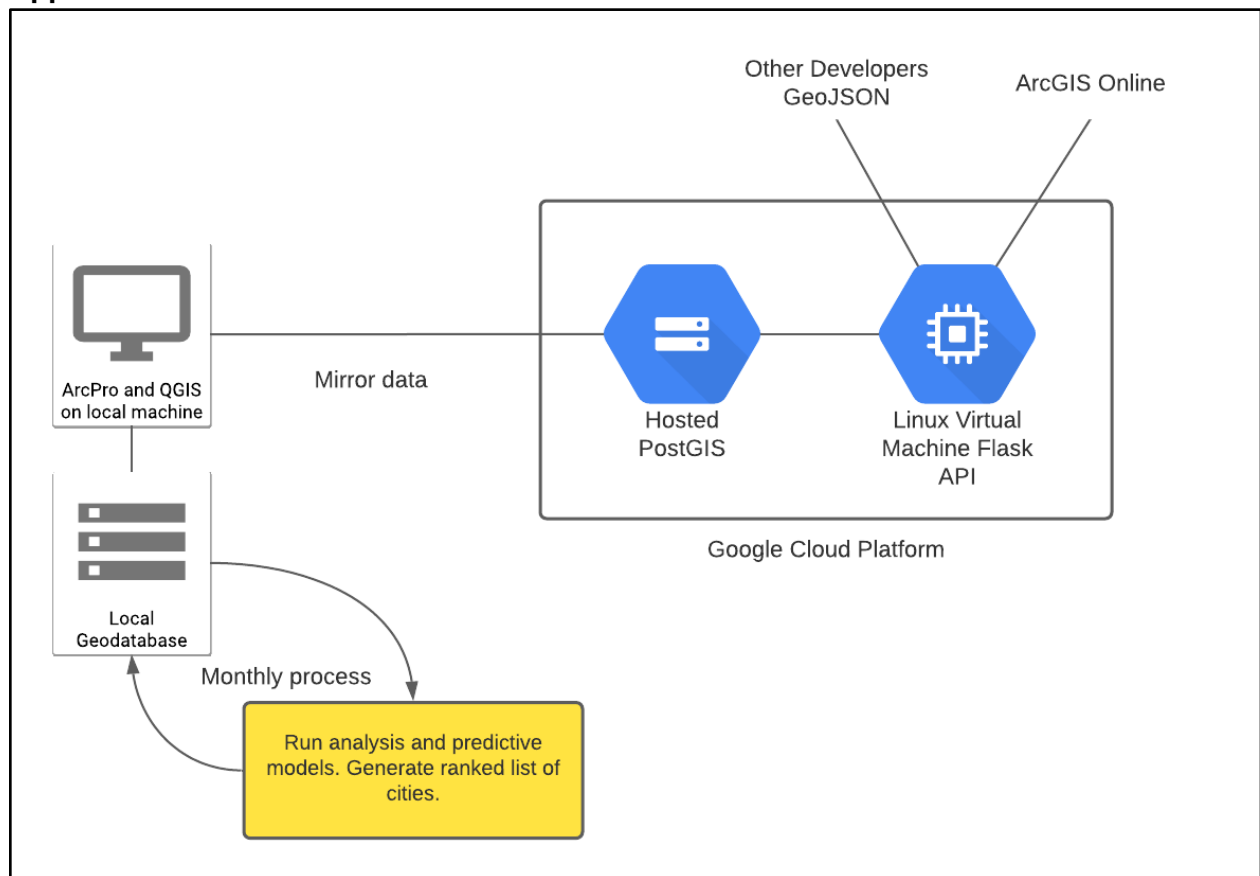 Other Developers
GeoJSON
ArcGIS Online
ArcPro and QGIS
on local machine
Mirror data
Hosted
PostGIS
Linux Virtual
Machine Flask
API
Google Cloud Platform
Local
Geodatabase
Monthly process
Run analysis and predictive
models. Generate ranked list of
cities.